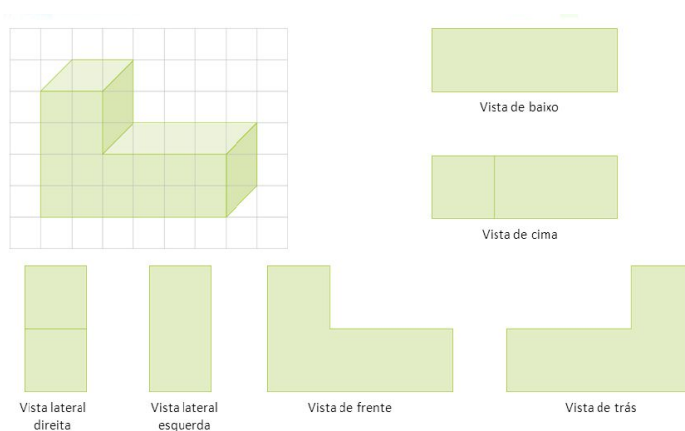 Vista de baixo
Vista de cima
Vista lateral
direita
Vista lateral
esquerda
Vista de frente
Vista de trás